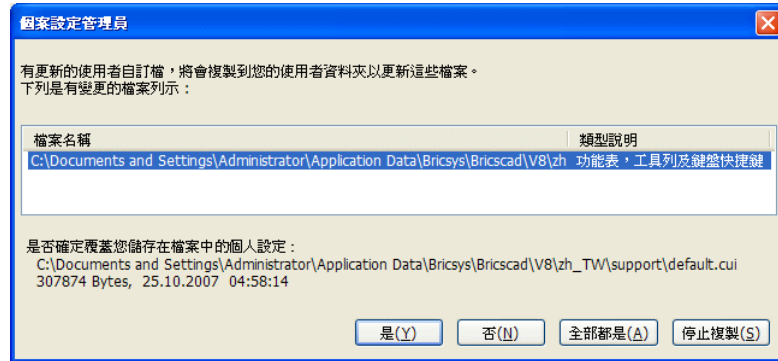 個案設定管理員
有更新的使用者自訂檔，將會複製到您的使用者資料夾以更新這些檔案。
下列是有變更的檔案列示：
檔案名稱 類型說明
C:\Documents and Settings\Administrator\Application Data\Bricsys\Bricscad\V8\zh 功能表，工具列及鍵盤快捷鍵
是否確定覆蓋您儲存在檔案中的個人設定：
C:\Documents and Settings\Administrator\Application Data\Bricsys\Bricscad\V8\zh_TW\support\default.cui
307874 Bytes, 25.10.2007 04:58:14
是(Y) 否(N) 全部都是(A) 停止複製(S)